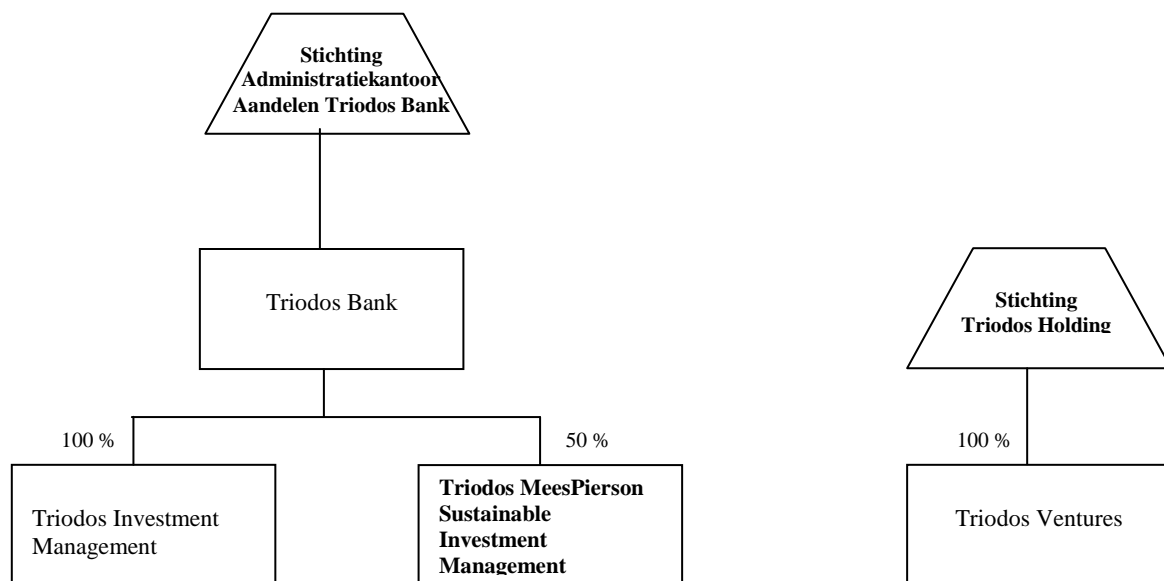 Stichting
Administratiekantoor
Aandelen Triodos Bank
Triodos Bank
Stichting
Triodos Holding
100 %
50 %
100 %
Triodos Investment
Management
Triodos MeesPierson
Sustainable
Investment
Management
Triodos Ventures